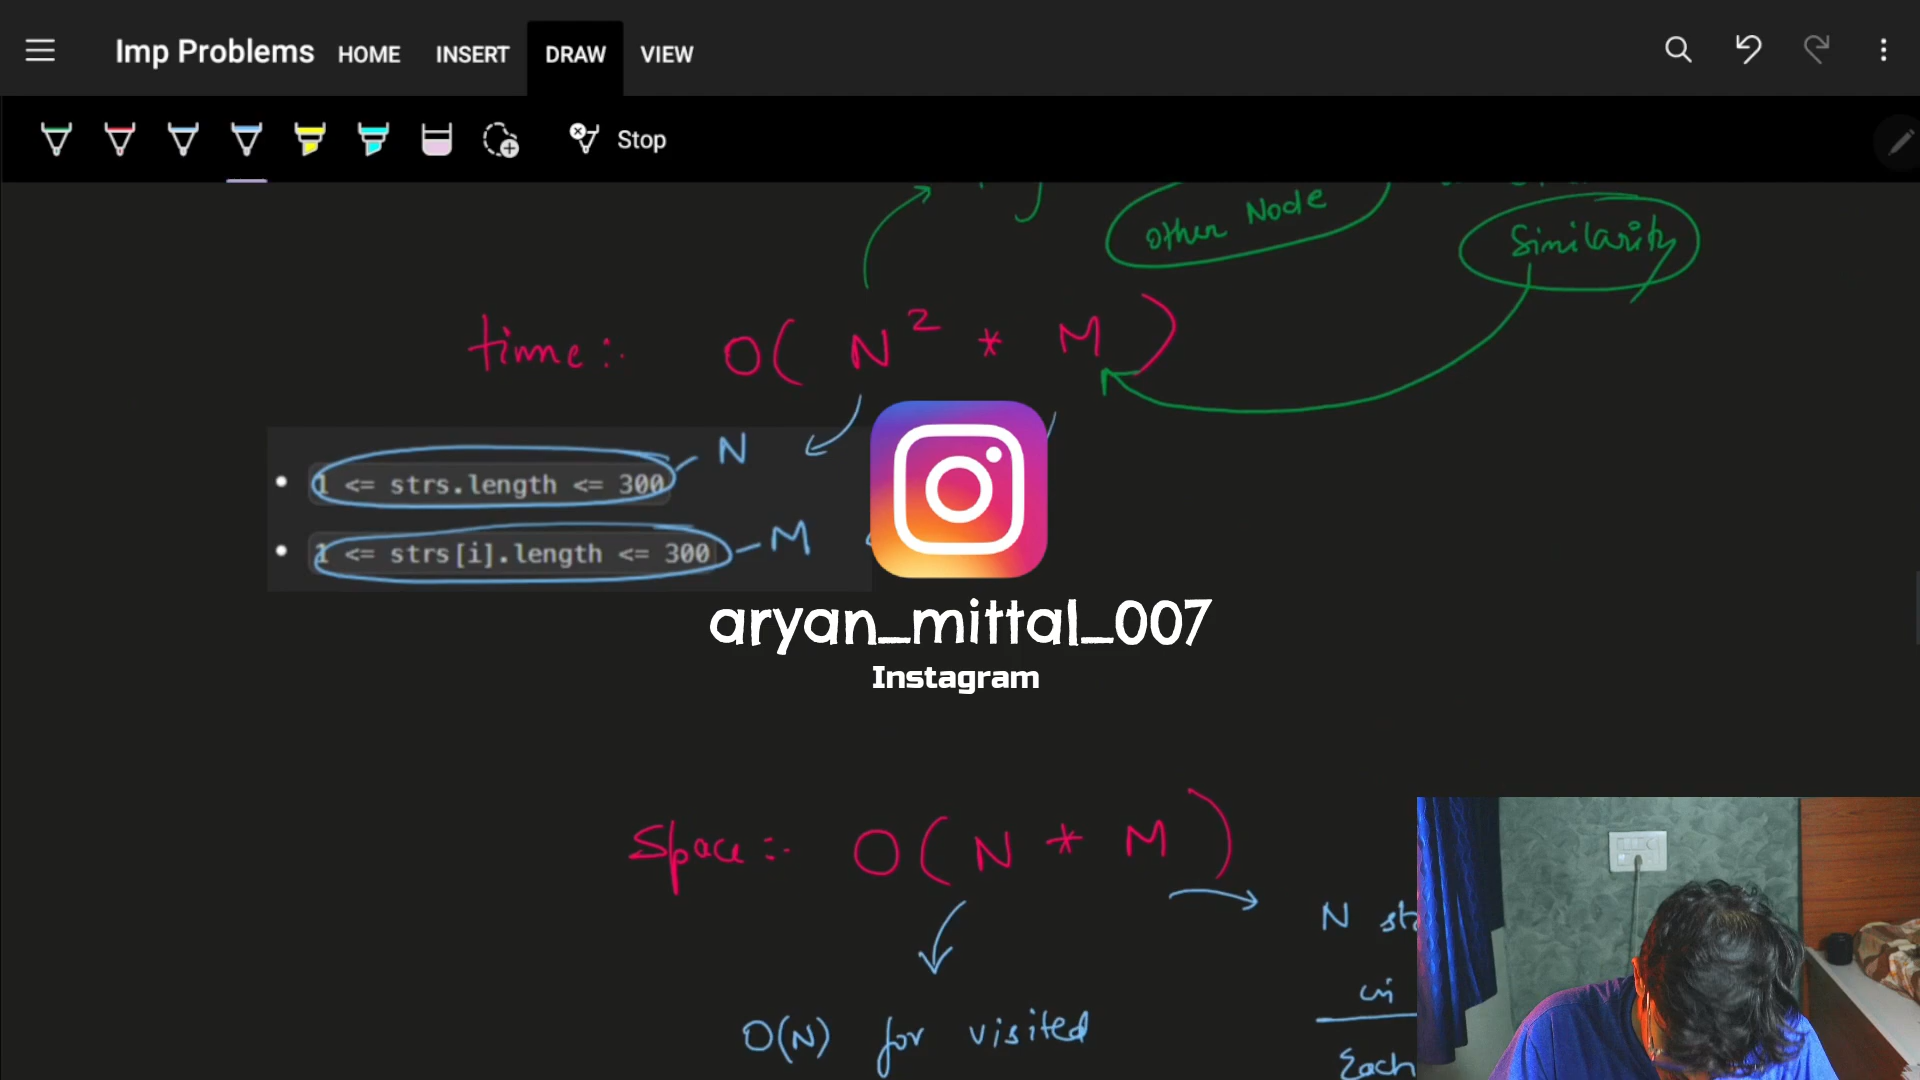 Imp Problems HOME INSERT DRAW VIEW
Stop
Other Node
Similarity
time:- O( N² * M )
1 <= strs.length <= 300 N
1 <= strs[i].length <= 300 M
aryan_mittal_007
Instagram
Space:- O( N * M )
N
in
O(N) for visited
Each